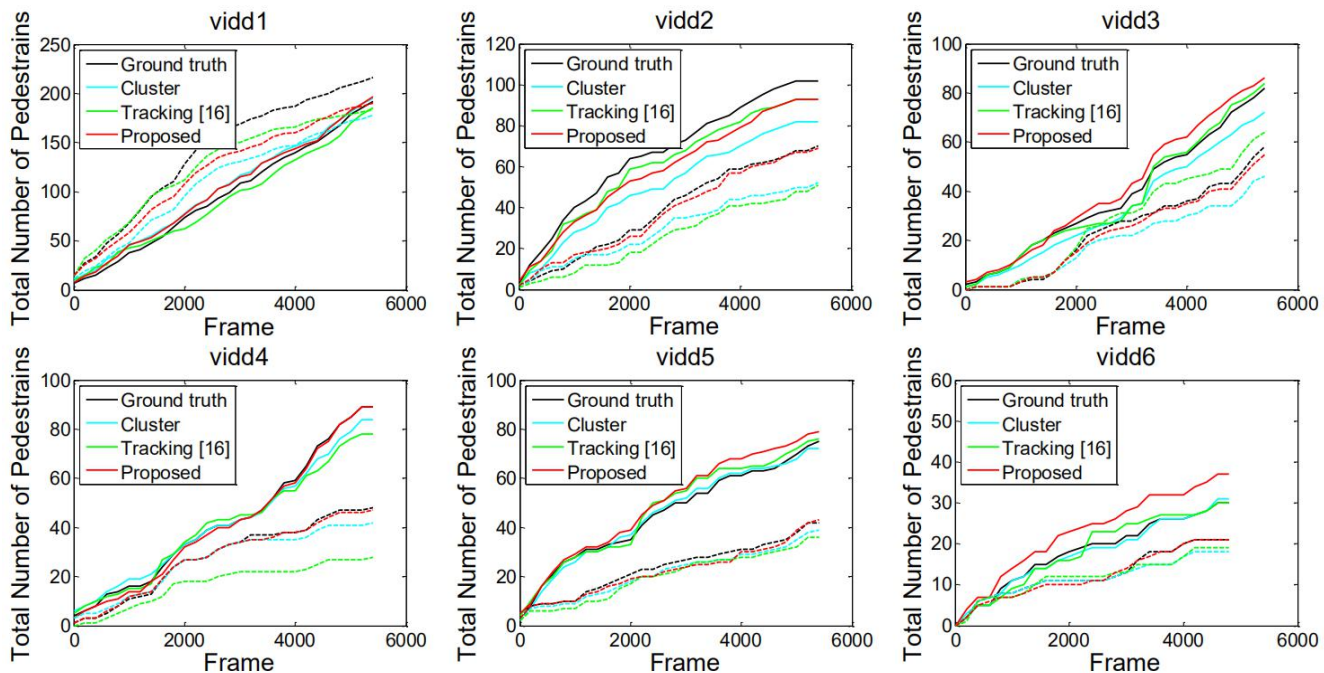 vidd1
Total Number of Pedestrains
250
200
150
100
50
0
Ground truth
Cluster
Tracking [16]
Proposed
0 2000 4000 6000
Frame
vidd2
Total Number of Pedestrains
120
100
80
60
40
20
0
Ground truth
Cluster
Tracking [16]
Proposed
0 2000 4000 6000
Frame
vidd3
Total Number of Pedestrains
100
80
60
40
20
0
Ground truth
Cluster
Tracking [16]
Proposed
0 2000 4000 6000
Frame
vidd4
Total Number of Pedestrains
100
80
60
40
20
0
Ground truth
Cluster
Tracking [16]
Proposed
0 2000 4000 6000
Frame
vidd5
Total Number of Pedestrains
100
80
60
40
20
0
Ground truth
Cluster
Tracking [16]
Proposed
0 2000 4000 6000
Frame
vidd6
Total Number of Pedestrains
60
50
40
30
20
10
0
Ground truth
Cluster
Tracking [16]
Proposed
0 2000 4000 6000
Frame